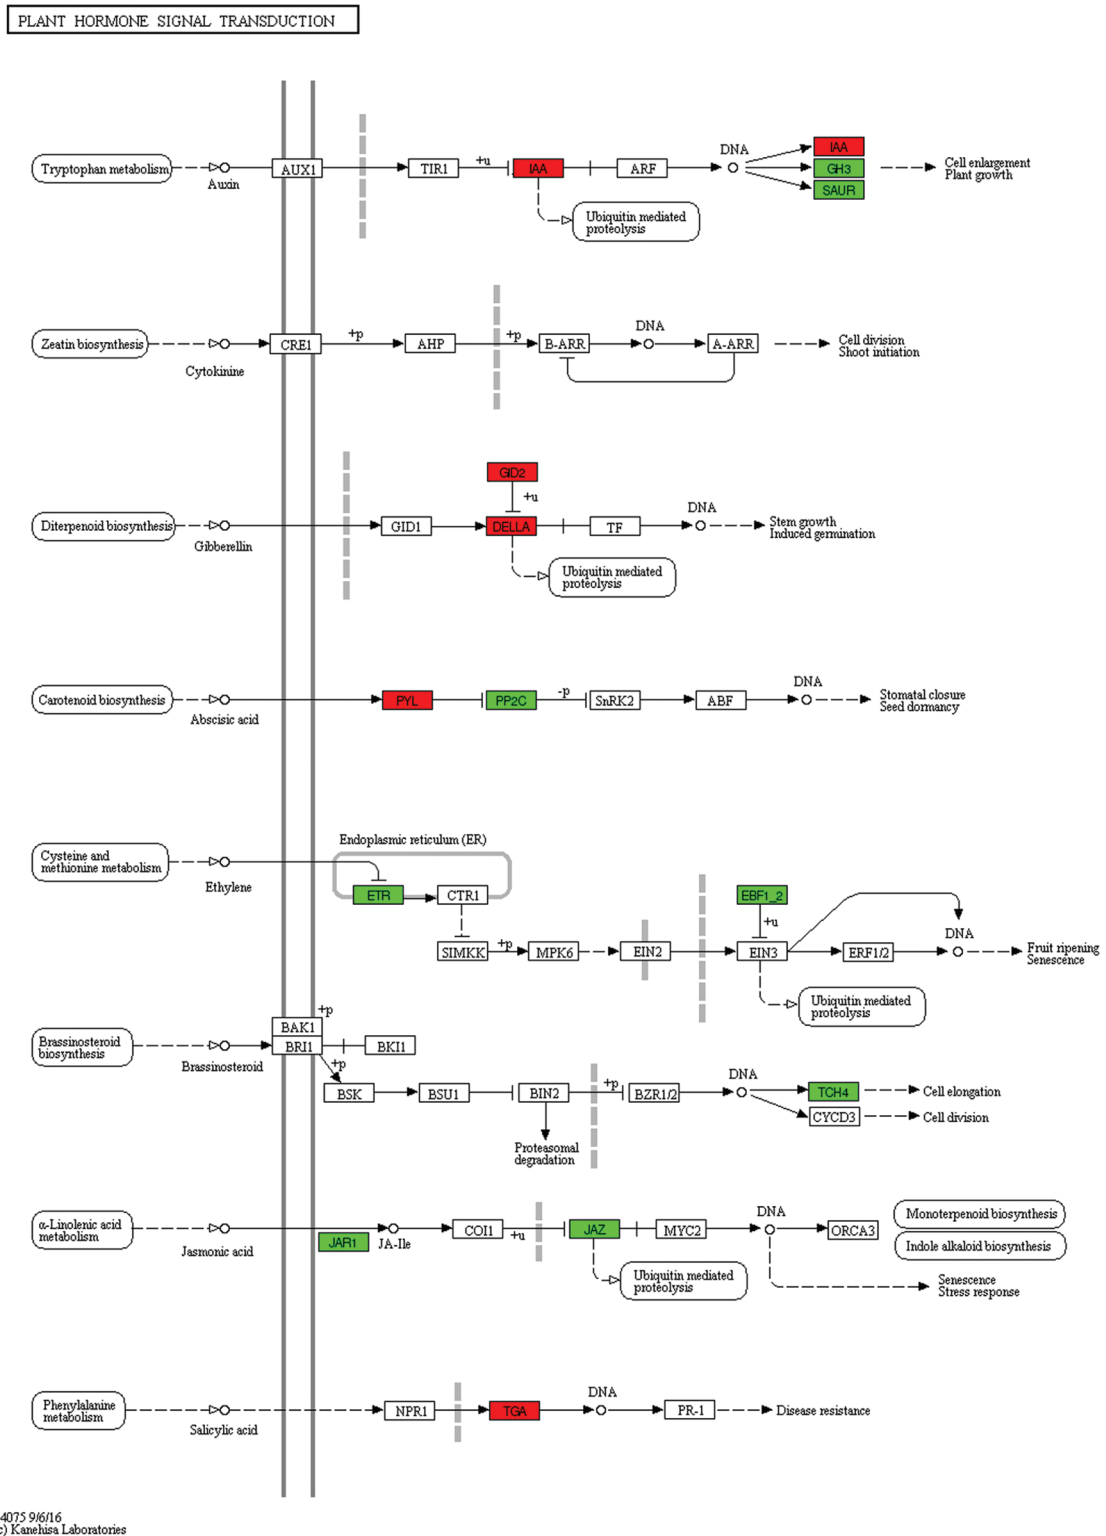 PLANT HORMONE SIGNAL TRANSDUCTION
Tryptophan metabolism
Auxin
AUX1
TIR1
+u
IAA
ARF
DNA
IAA
GH3
SAUR
Cell enlargement
Plant growth
Ubiquitin mediated
proteolysis
Zeatin biosynthesis
Cytokinine
CRE1
+p
AHP
+p
B-ARR
DNA
A-ARR
Cell division
Shoot initiation
GID2
+u
Diterpenoid biosynthesis
Gibberellin
GID1
DELLA
TF
DNA
Stem growth
Induced germination
Ubiquitin mediated
proteolysis
Carotenoid biosynthesis
Abscisic acid
PYL
PP2C
-p
SnRK2
ABF
DNA
Stomatal closure
Seed dormancy
Endoplasmic reticulum (ER)
Cysteine and
methionine metabolism
Ethylene
ETR
CTR1
EBF1_2
+u
SIMKK
+p
MPK6
EIN2
EIN3
ERF1/2
DNA
Fruit ripening
Senescence
Ubiquitin mediated
proteolysis
Brassinosteroid
biosynthesis
Brassinosteroid
BAK1
+p
BRI1
BKI1
+p
BSK
BSU1
BIN2
+p
BZR1/2
DNA
TCH4
Cell elongation
CYCD3
Cell division
Proteasomal
degradation
α-Linolenic acid
metabolism
Jasmonic acid
JAR1
JA-Ile
COI1
+u
JAZ
MYC2
DNA
ORCA3
Monoterpenoid biosynthesis
Indole alkaloid biosynthesis
Ubiquitin mediated
proteolysis
Senescence
Stress response
Phenylalanine
metabolism
Salicylic acid
NPR1
TGA
DNA
PR-1
Disease resistance
4075 9/6/16
c) Kanehisa Laboratories